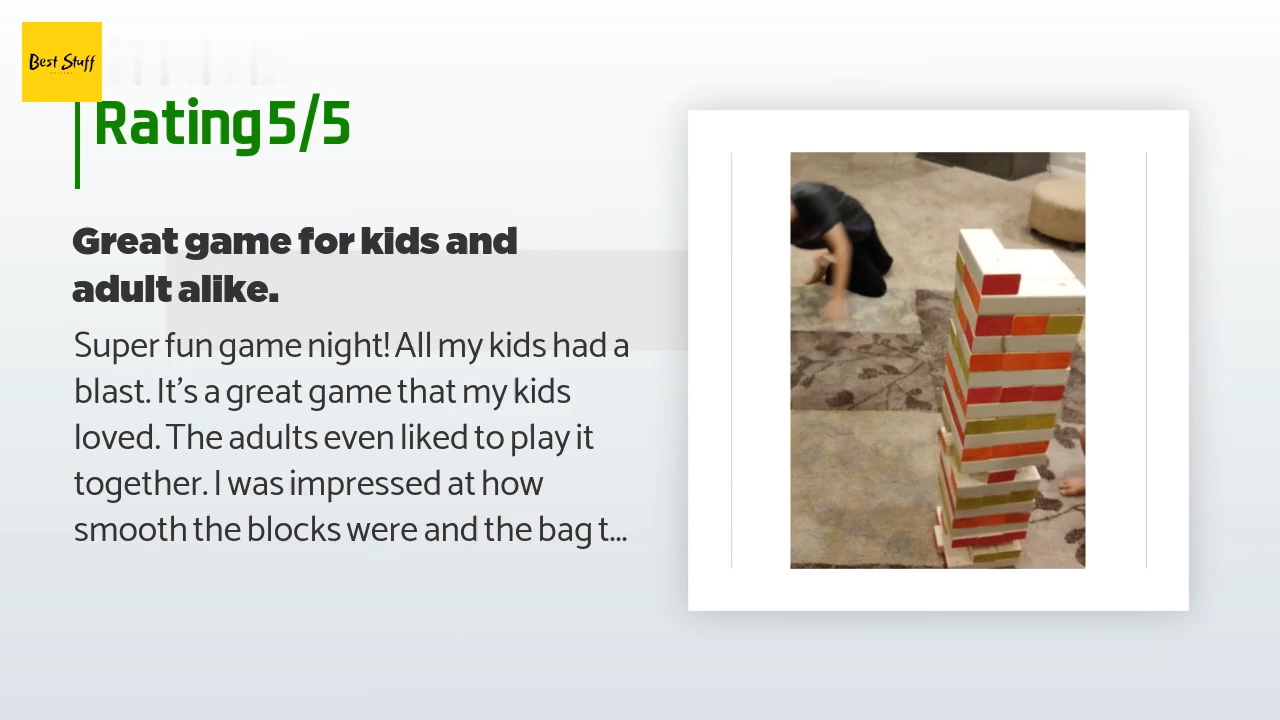 Best Stuff
Rating 5/5
Great game for kids and
adult alike.
Super fun game night! All my kids had a
blast. It’s a great game that my kids
loved. The adults even liked to play it
together. I was impressed at how
smooth the blocks were and the bag t...